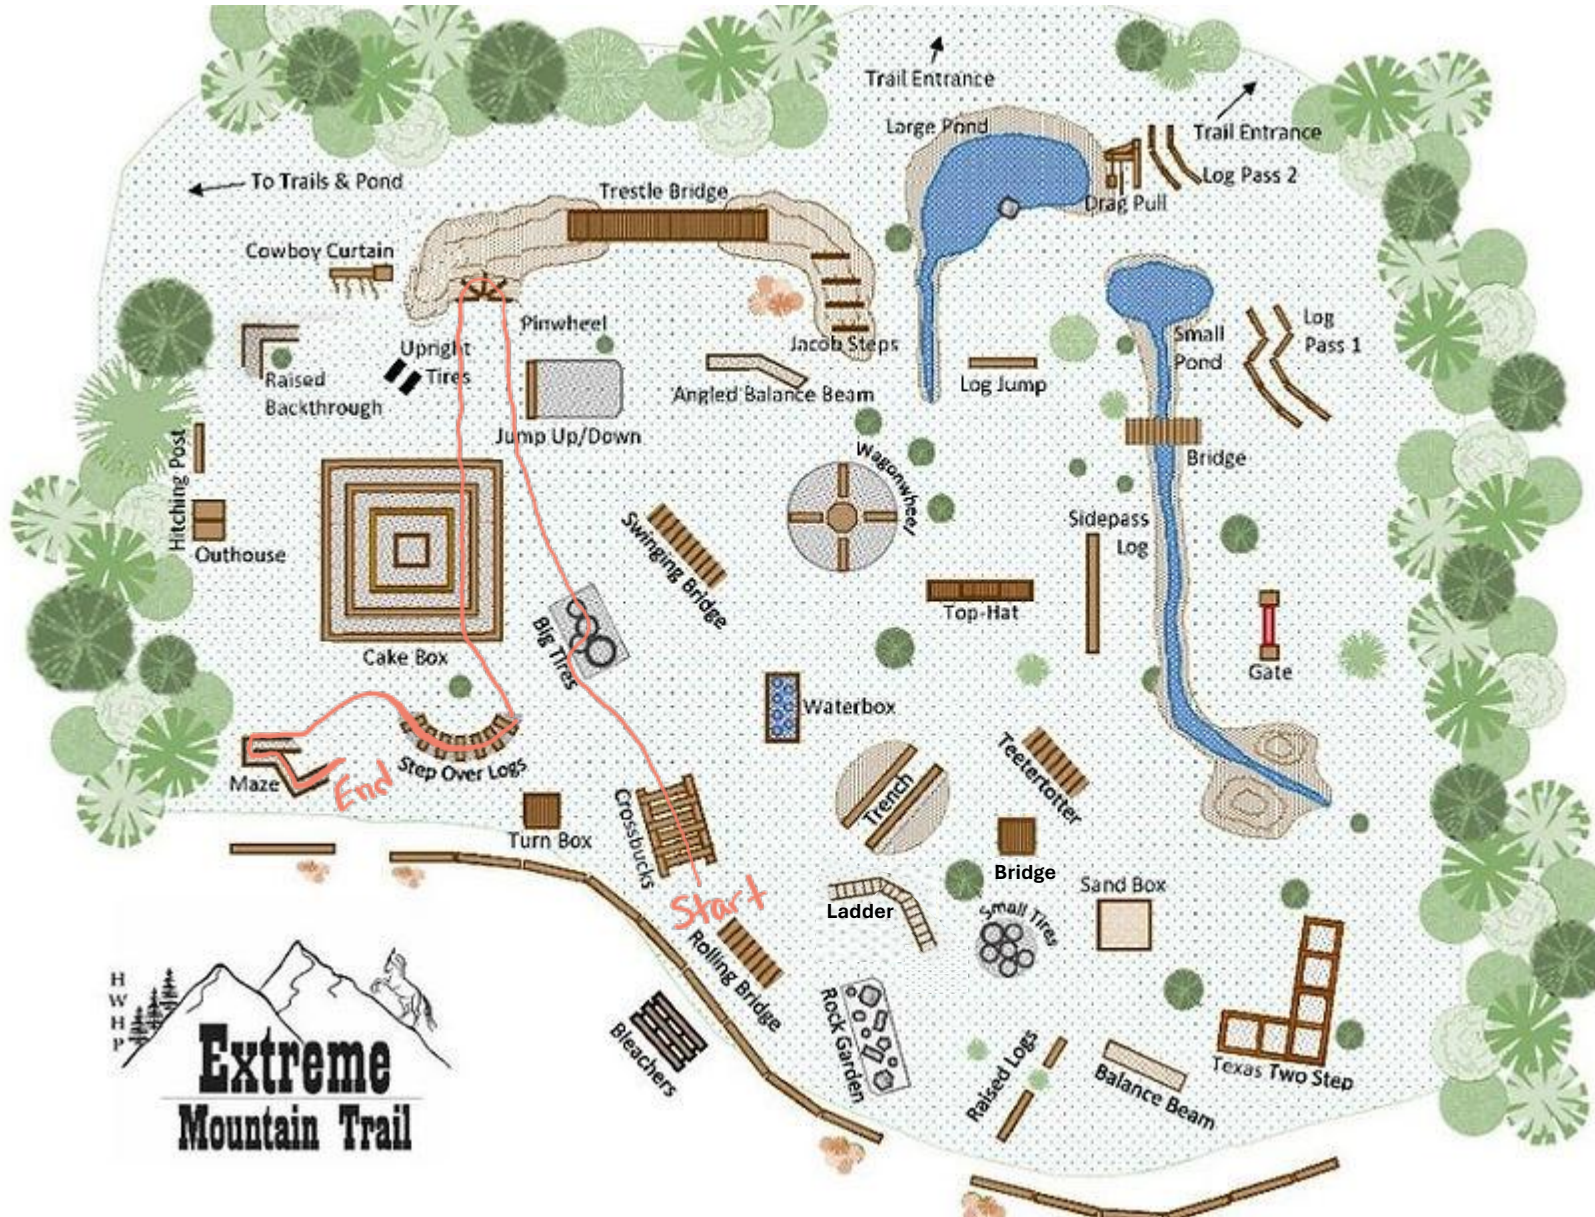 Trail Entrance
Large Pond
Trail Entrance
Log Pass 2
Drag Pull
To Trails & Pond
Trestle Bridge
Cowboy Curtain
Pinwheel
Jacob Steps
Small
Pond
Log
Pass 1
Upright
Tires
Raised
Backthrough
Angled Balance Beam
Log Jump
Jump Up/Down
Hitching Post
Wagonwheel
Bridge
Outhouse
Swinging Bridge
Sidepass
Log
Top-Hat
Big Tires
Cake Box
Gate
Waterbox
Maze
End
Step Over Logs
Teetertotter
Trench
Turn Box
Crossbucks
Bridge
Start
Ladder
Sand Box
Small Tires
Rolling Bridge
Rock Garden
Bleachers
Raised Logs
Balance Beam
Texas Two Step
H
W
H
P
Extreme
Mountain Trail